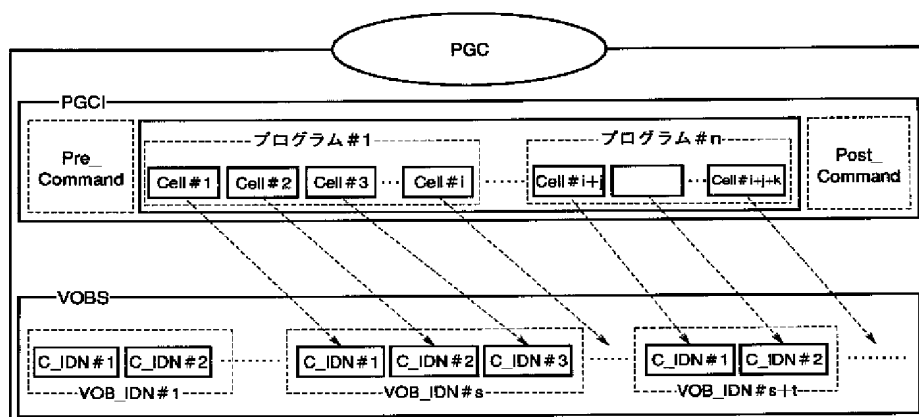 PGC
PGCI
Pre_
Command
プログラム#1
Cell#1 Cell#2 Cell#3 ... Cell#i
プログラム#n
Cell#i+j ... Cell#i+j+k
Post_
Command
VOBS
C_IDN#1 C_IDN#2
VOB_IDN#1
C_IDN#1 C_IDN#2 C_IDN#3
VOB_IDN#s
C_IDN#1 C_IDN#2
VOB_IDN#s+t